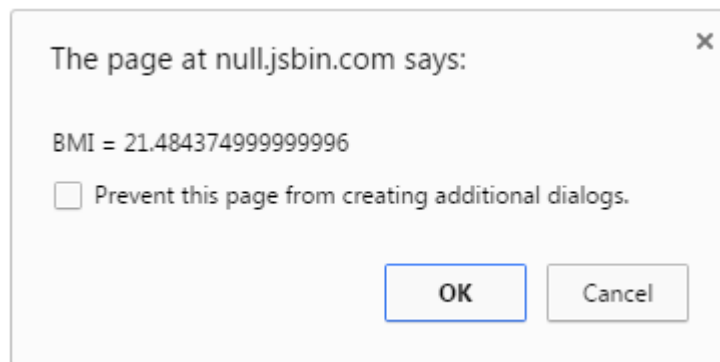 The page at null.jsbin.com says:
BMI = 21.484374999999996
Prevent this page from creating additional dialogs.
OK Cancel